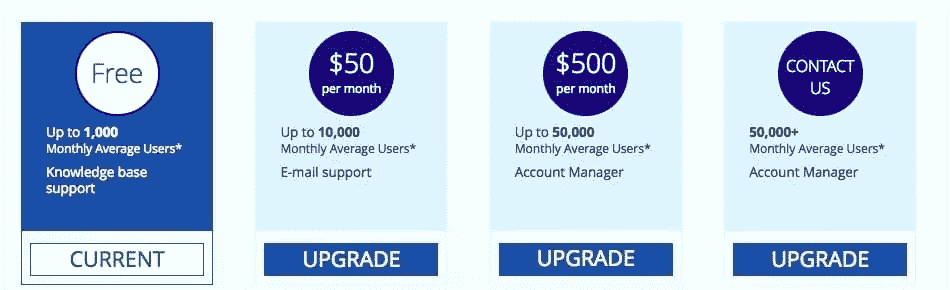 Free
Up to 1,000
Monthly Average Users*
Knowledge base
support
CURRENT
$50
per month
Up to 10,000
Monthly Average Users*
E-mail support
UPGRADE
$500
per month
Up to 50,000
Monthly Average Users*
Account Manager
UPGRADE
CONTACT
US
50,000+
Monthly Average Users*
Account Manager
UPGRADE